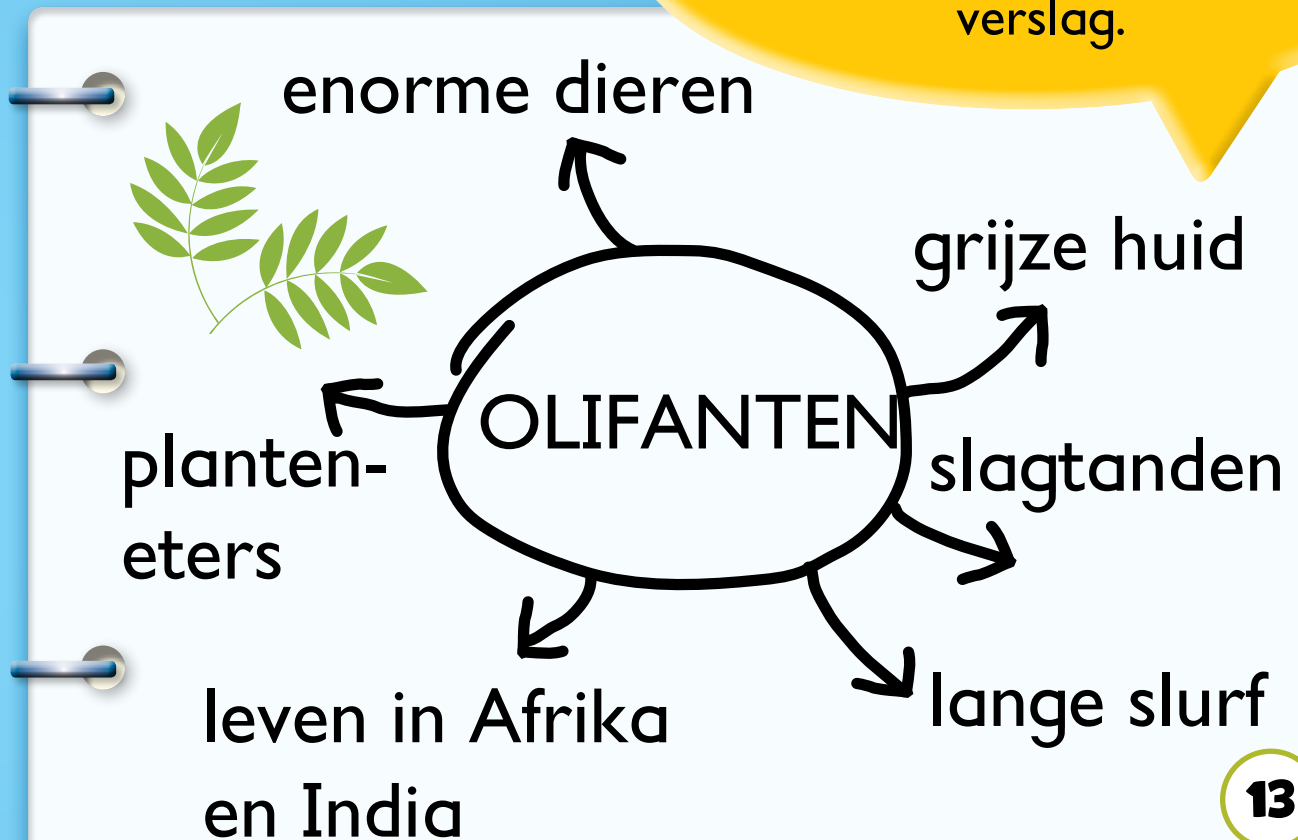 verslag.
enorme dieren
grijze huid
OLIFANTEN
planten-
eters
slagtanden
leven in Afrika
en India
lange slurf
13